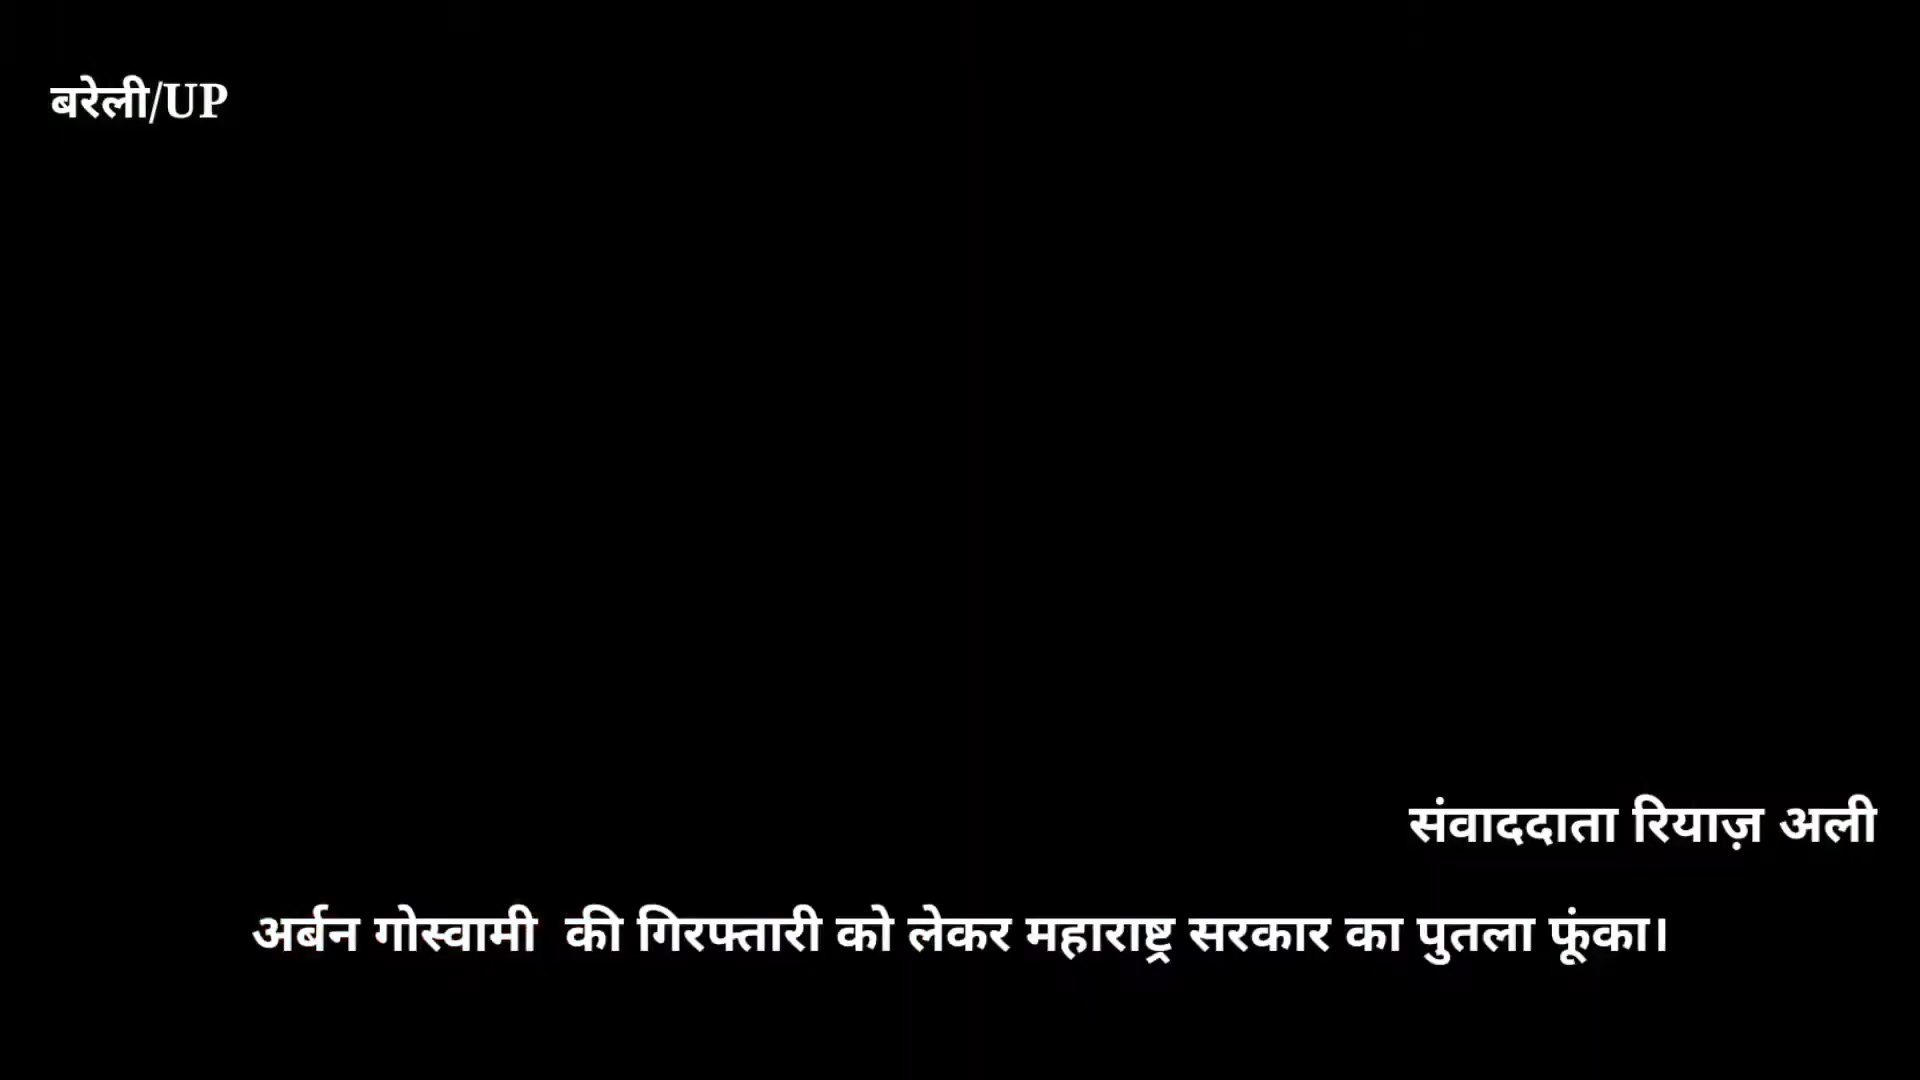 बरेली/UP
संवाददाता रियाज़ अली
अर्बन गोस्वामी की गिरफ्तारी को लेकर महाराष्ट्र सरकार का पुतला फूंका।